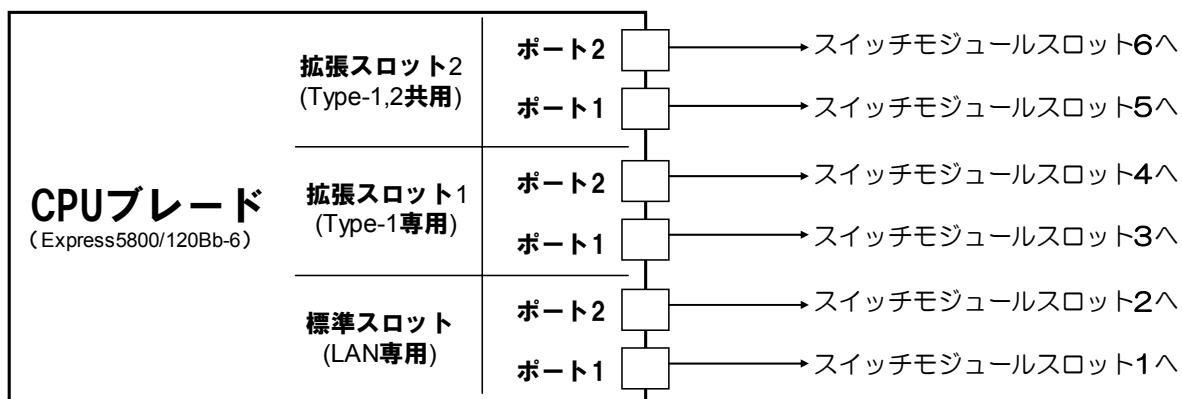 ポート2
スイッチモジュールスロット6へ
拡張スロット2
(Type-1,2共用)
ポート1
スイッチモジュールスロット5へ
CPUブレード
(Express5800/120Bb-6)
拡張スロット1
(Type-1専用)
ポート2
スイッチモジュールスロット4へ
ポート1
スイッチモジュールスロット3へ
標準スロット
(LAN専用)
ポート2
スイッチモジュールスロット2へ
ポート1
スイッチモジュールスロット1へ